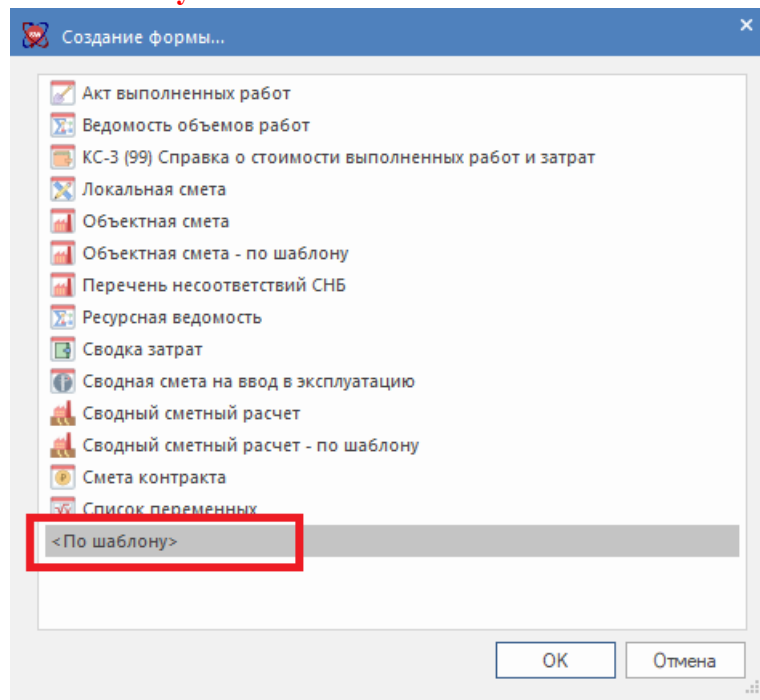 Создание формы...
Акт выполненных работ
Ведомость объемов работ
КС-3 (99) Справка о стоимости выполненных работ и затрат
Локальная смета
Объектная смета
Объектная смета - по шаблону
Перечень несоответствий СНБ
Ресурсная ведомость
Сводка затрат
Сводная смета на ввод в эксплуатацию
Сводный сметный расчет
Сводный сметный расчет - по шаблону
Смета контракта
Список переменных
<По шаблону>
ОК
Отмена